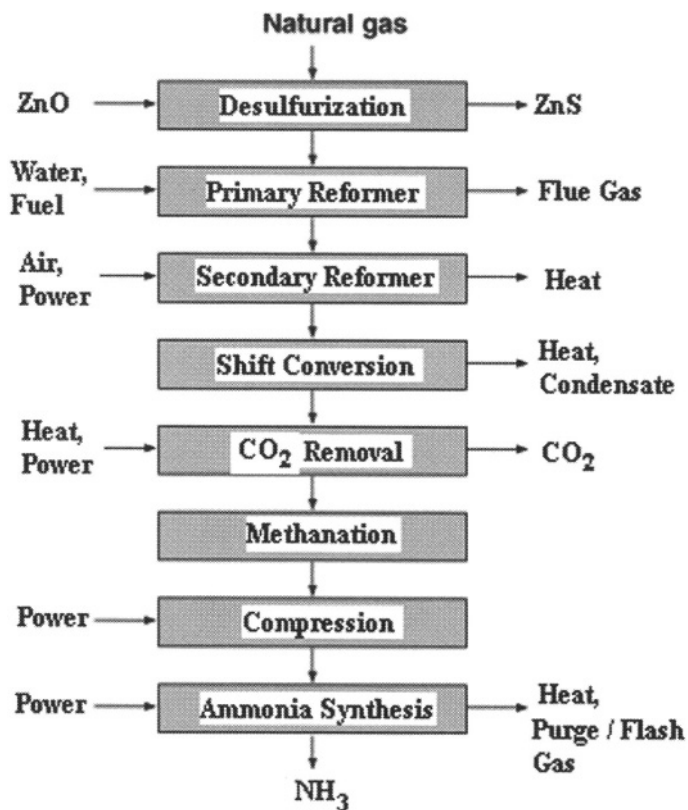 Natural gas
ZnO
Desulfurization
ZnS
Water,
Fuel
Primary Reformer
Flue Gas
Air,
Power
Secondary Reformer
Heat
Shift Conversion
Heat,
Condensate
Heat,
Power
CO2 Removal
CO2
Methanation
Power
Compression
Power
Ammonia Synthesis
Heat,
Purge / Flash
Gas
NH3